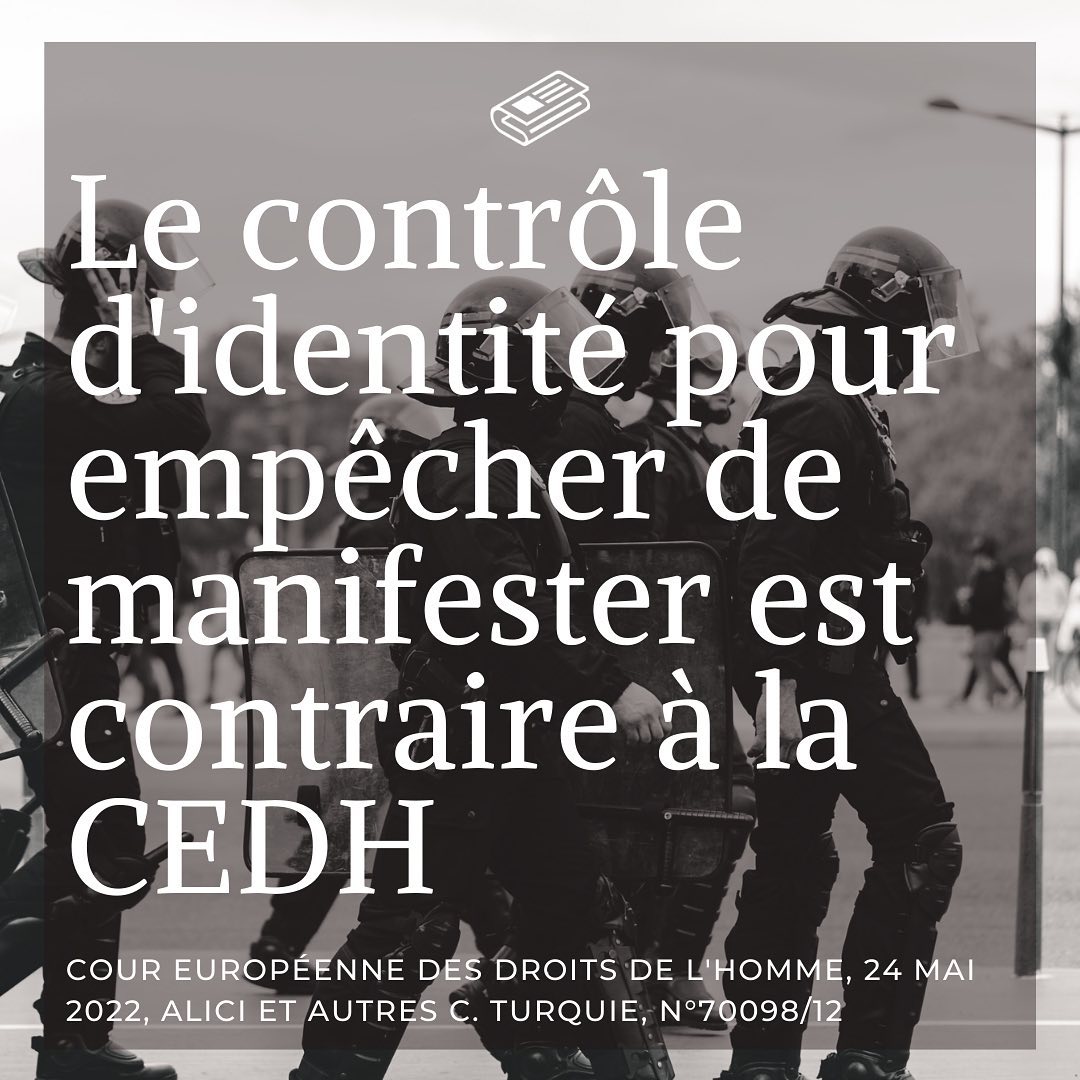 Le contrôle
d'identité pour
empêcher de
manifester est
contraire à la
CEDH
COUR EUROPÉENNE DES DROITS DE L'HOMME, 24 MAI
2022, ALICI ET AUTRES C. TURQUIE, N°70098/12